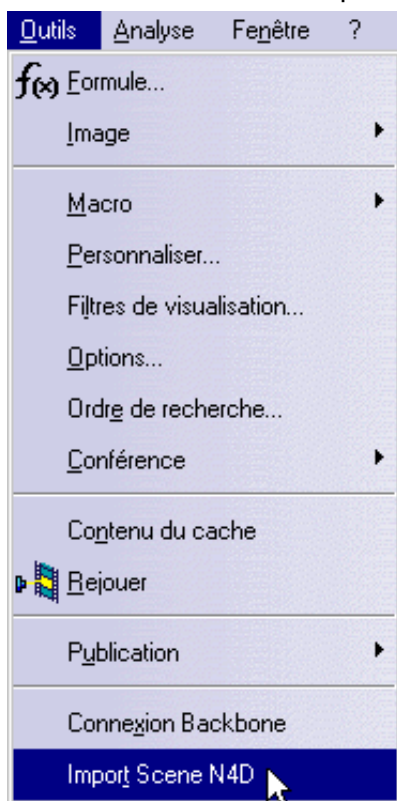 Outils Analyse Fenêtre ?
f(x) Formule...
Image
Macro
Personnaliser...
Filtres de visualisation...
Options...
Ordre de recherche...
Conférence
Contenu du cache
Rejouer
Publication
Connexion Backbone
Import Scene N4D